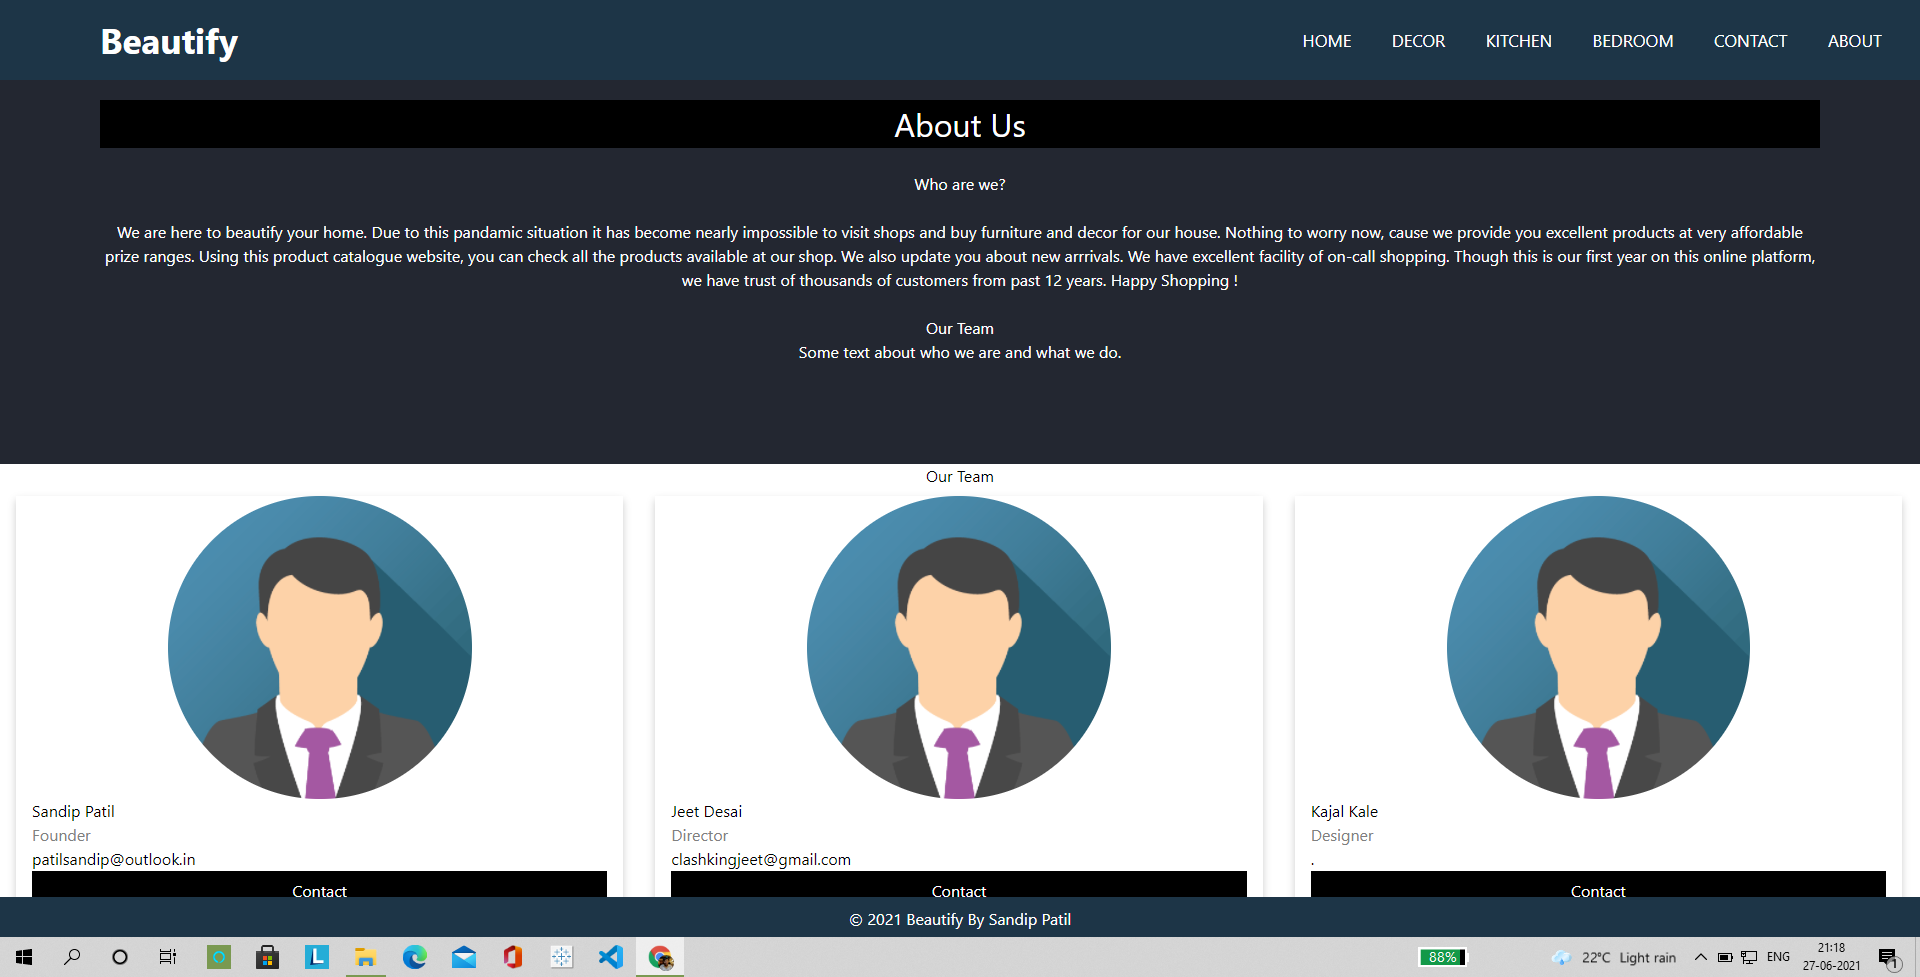 Beautify
HOME DECOR KITCHEN BEDROOM CONTACT ABOUT
About Us
Who are we?
We are here to beautify your home. Due to this pandamic situation it has become nearly impossible to visit shops and buy furniture and decor for our house. Nothing to worry now, cause we provide you excellent products at very affordable
prize ranges. Using this product catalogue website, you can check all the products available at our shop. We also update you about new arrrivals. We have excellent facility of on-call shopping. Though this is our first year on this online platform,
we have trust of thousands of customers from past 12 years. Happy Shopping !
Our Team
Some text about who we are and what we do.
Our Team
Sandip Patil
Founder
patilsandip@outlook.in
Contact
Jeet Desai
Director
clashkingjeet@gmail.com
Contact
Kajal Kale
Designer
.
Contact
© 2021 Beautify By Sandip Patil
L
88%
22°C Light rain
ENG
21:18
27-06-2021
1